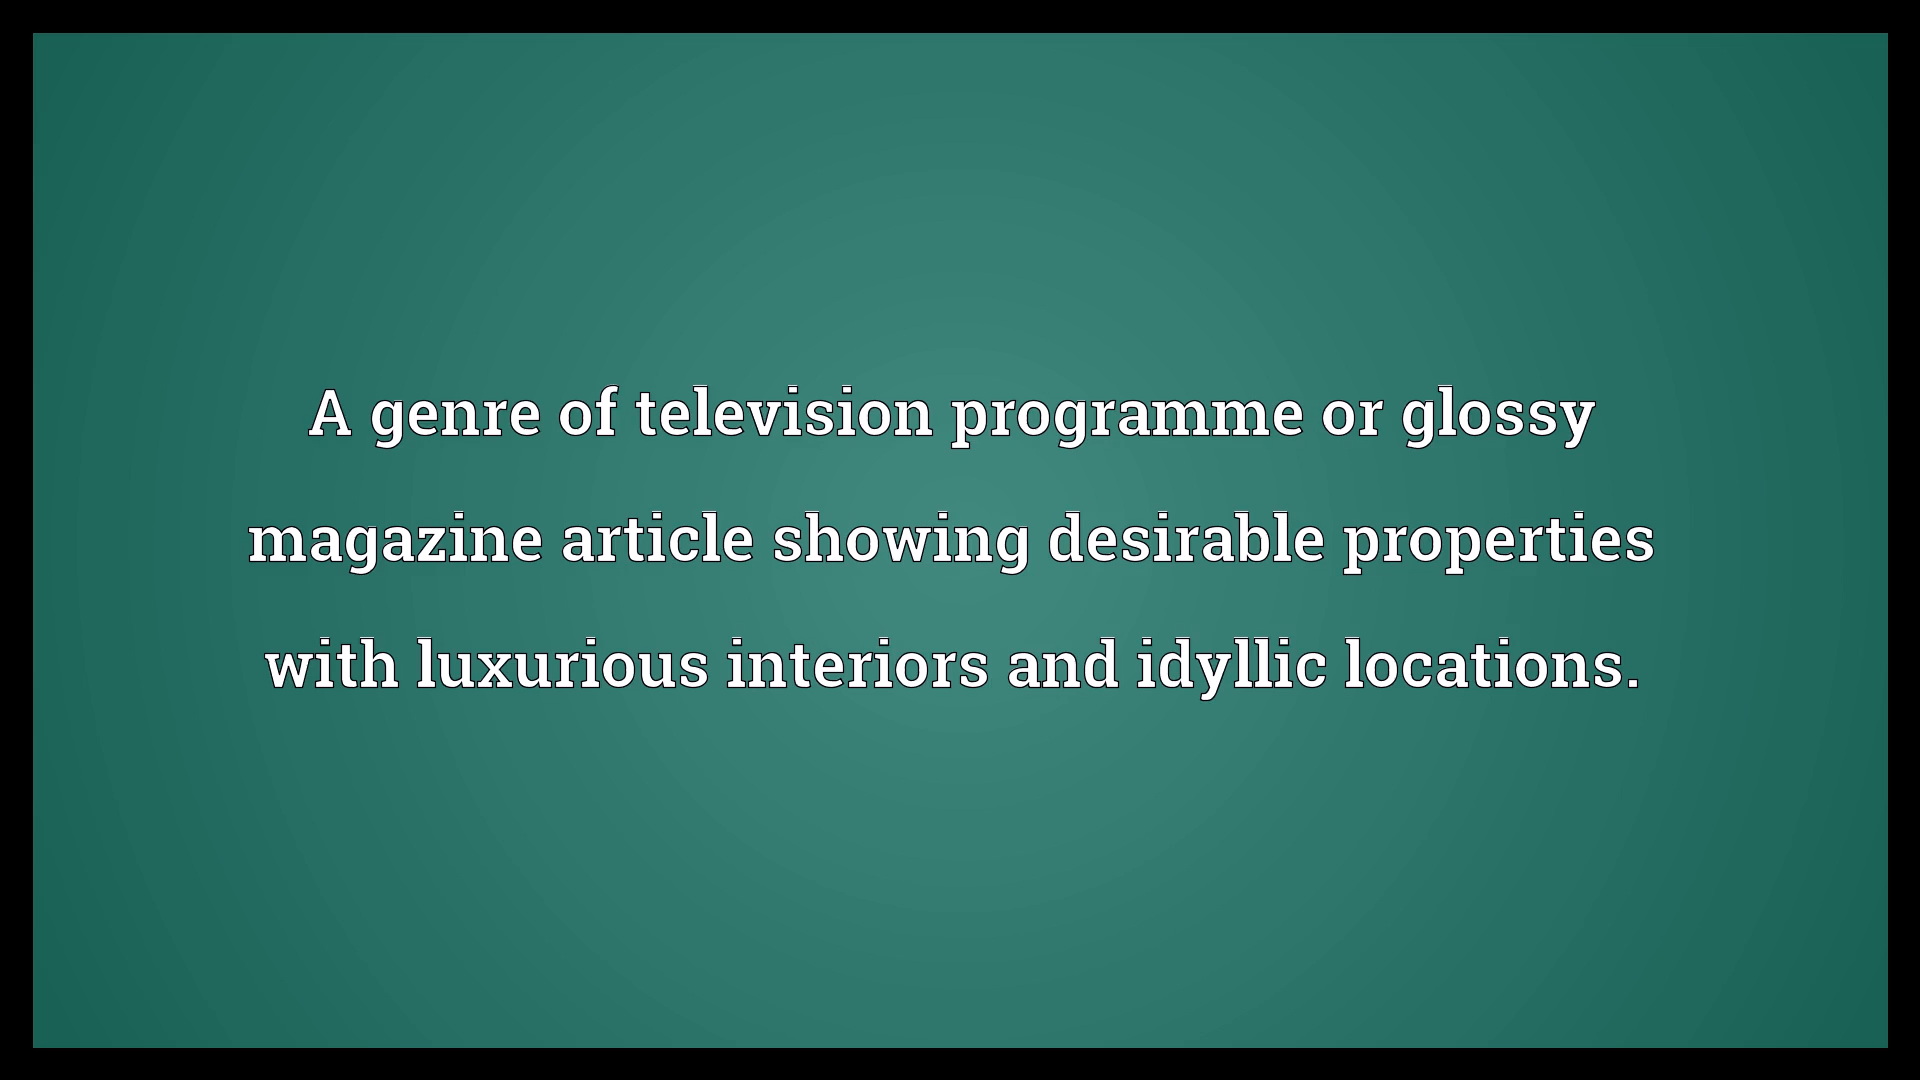 A genre of television programme or glossy
magazine article showing desirable properties
with luxurious interiors and idyllic locations.